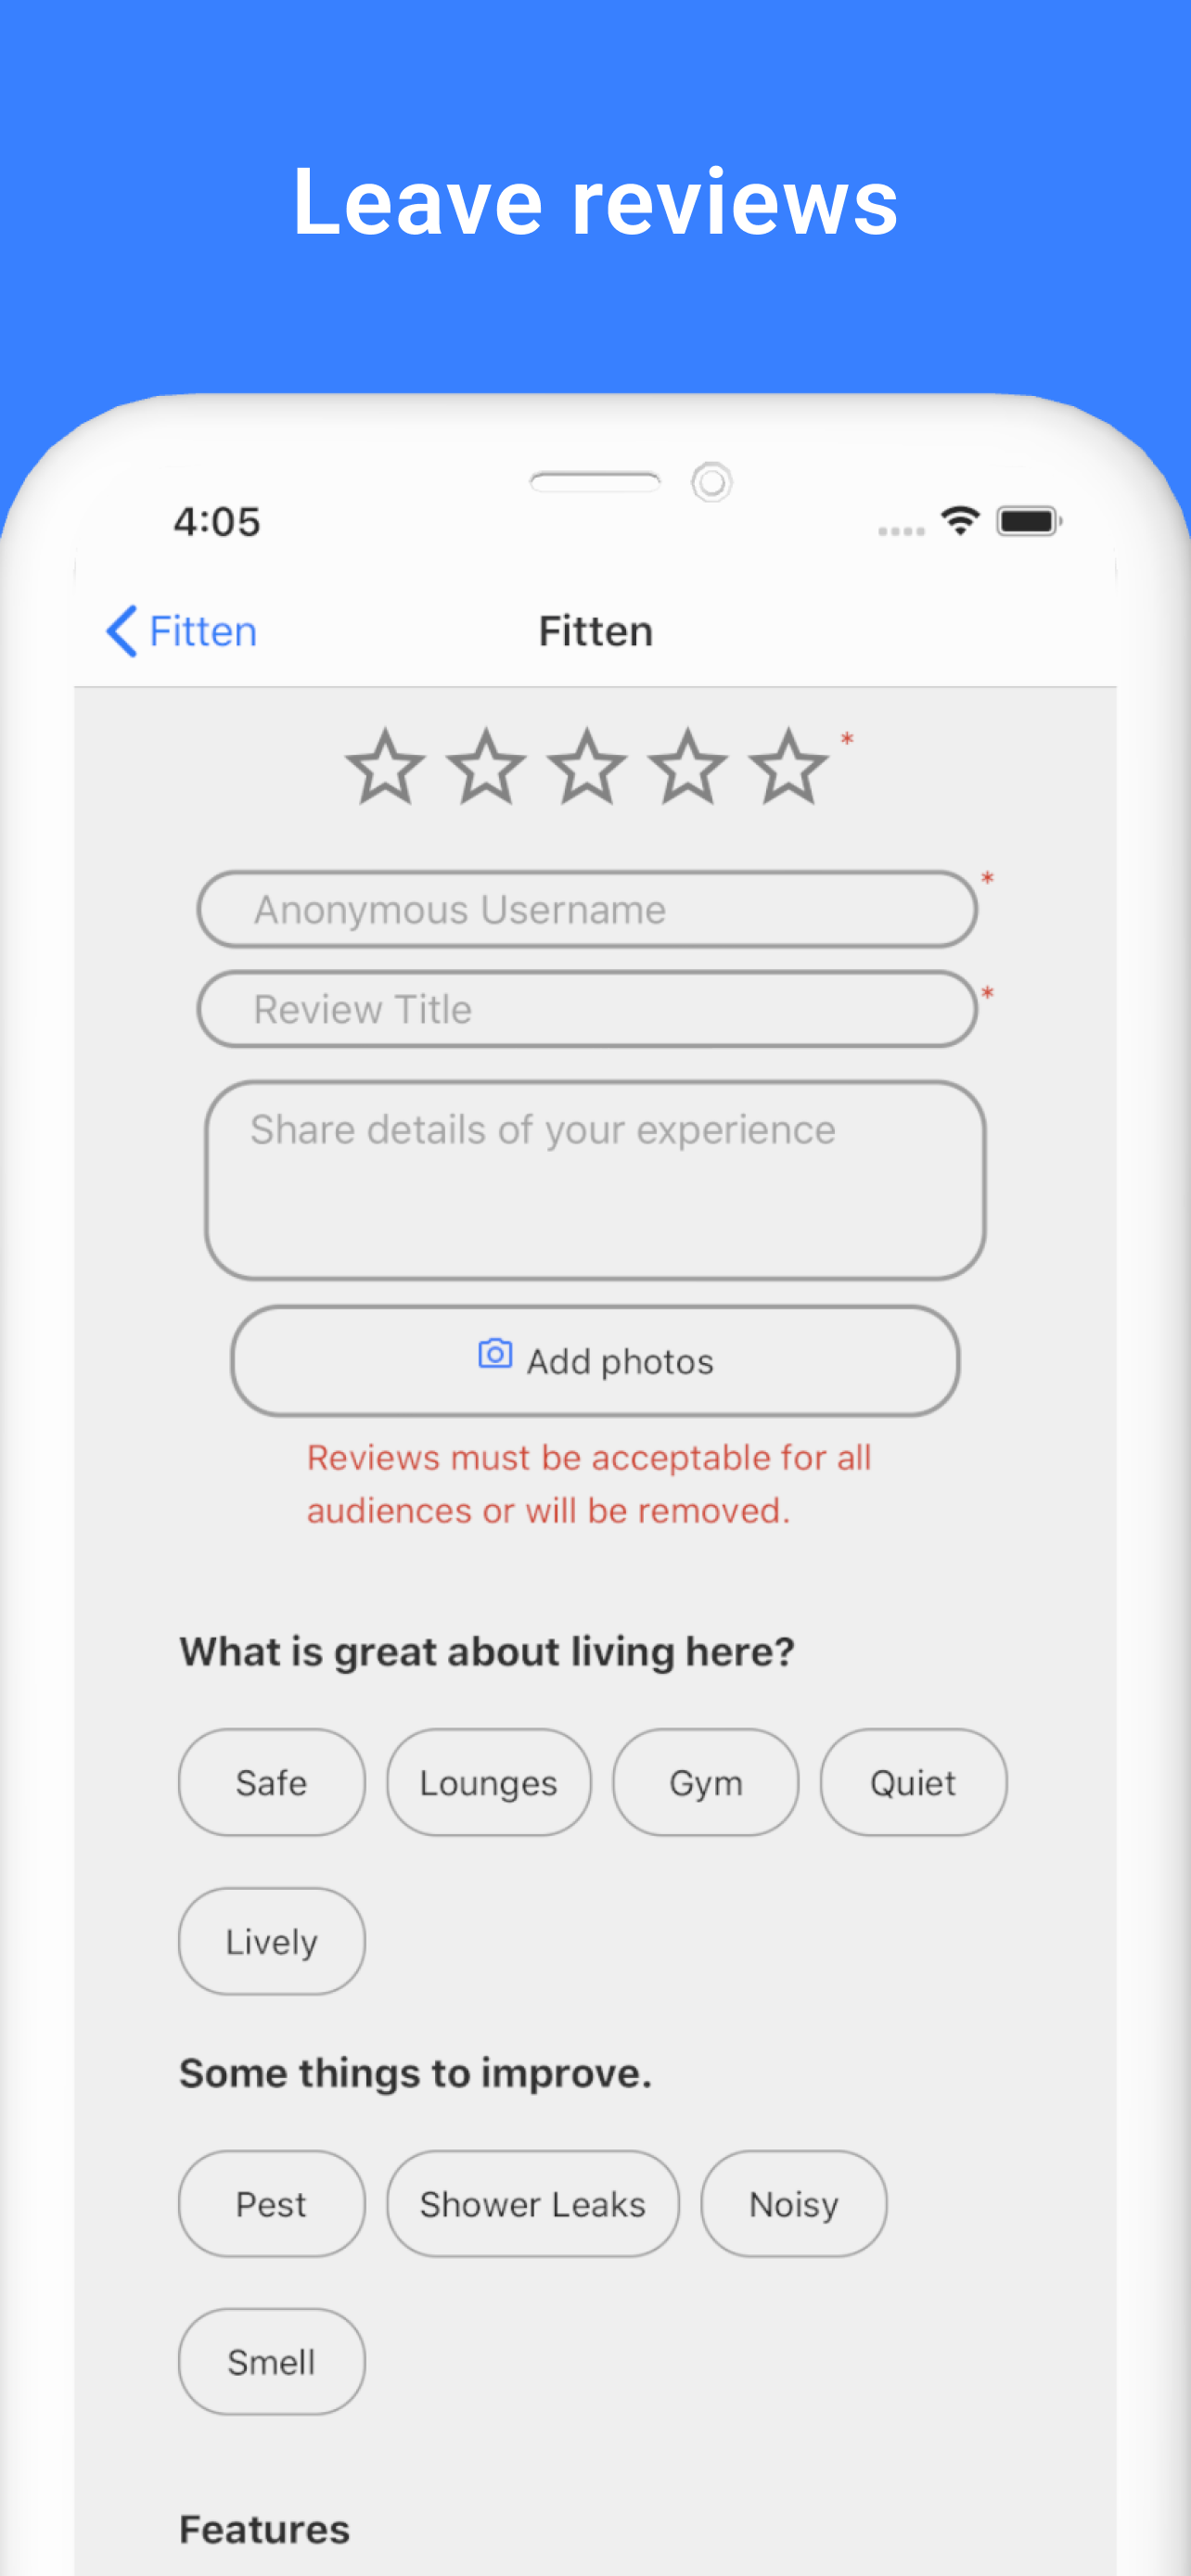 Leave reviews
4:05
Fitten
Fitten
*
Anonymous Username *
Review Title *
Share details of your experience
Add photos
Reviews must be acceptable for all
audiences or will be removed.
What is great about living here?
Safe Lounges Gym Quiet
Lively
Some things to improve.
Pest Shower Leaks Noisy
Smell
Features